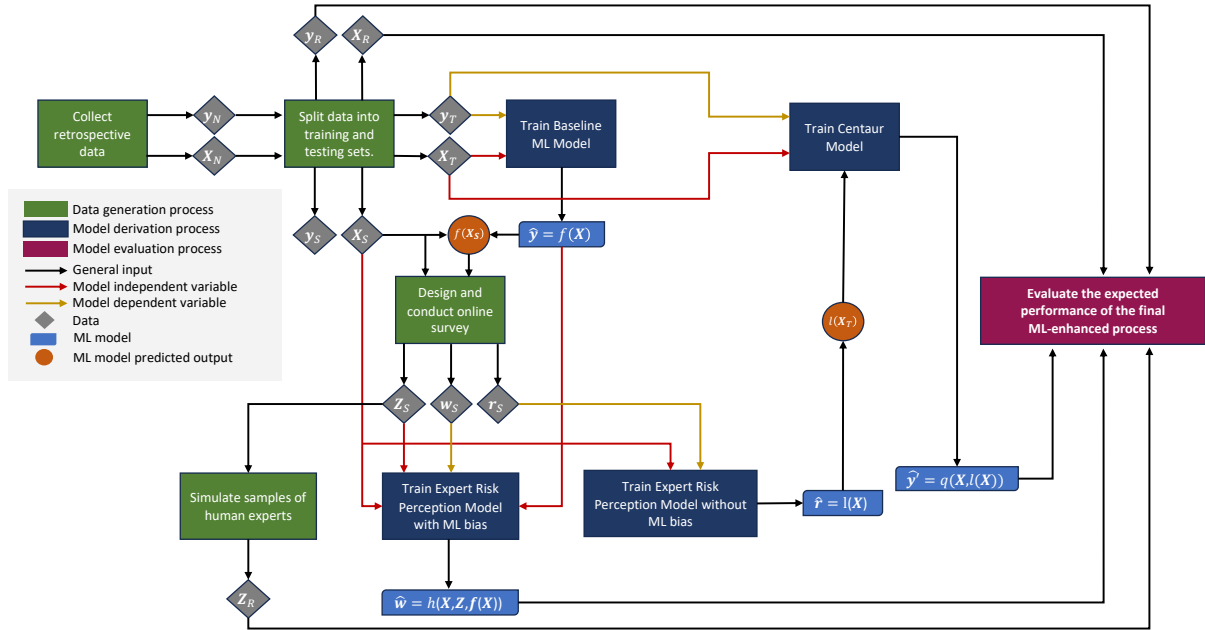 y_R
X_R
Collect
retrospective
data
y_N
X_N
Split data into
training and
testing sets.
y_T
X_T
Train Baseline
ML Model
Train Centaur
Model
Data generation process
Model derivation process
Model evaluation process
General input
Model independent variable
Model dependent variable
Data
ML model
ML model predicted output
y_S
X_S
f(X_S)
ŷ = f(X)
Design and
conduct online
survey
l(X_T)
Evaluate the expected
performance of the final
ML-enhanced process
Z_S
w_S
r_S
Simulate samples of
human experts
Train Expert Risk
Perception Model
with ML bias
Train Expert Risk
Perception Model without
ML bias
r̂ = l(X)
ŷ′ = q(X,l(X))
Z_R
ŵ = h(X,Z,f(X))